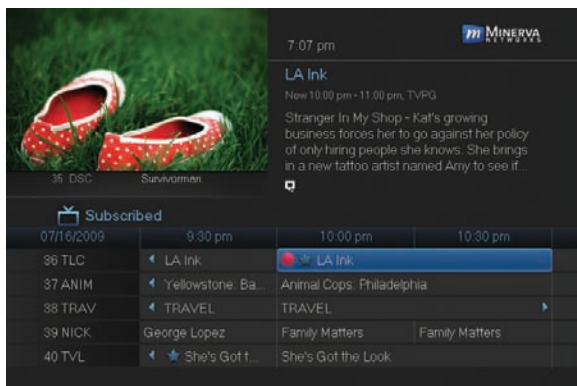 7:07 pm
m MINERVA
NETWORKS
LA Ink
New 10:00 pm - 11:00 pm, TVPG
Stranger In My Shop - Kat's growing
business forces her to go against her policy
of only hiring people she knows. She brings
in a new tattoo artist named Amy to see if...
35 DSC Survivorman
Subscribed
07/16/2009 9:30 pm 10:00 pm 10:30 pm
36 TLC LA Ink LA Ink
37 ANIM Yellowstone: Ba... Animal Cops: Philadelphia
38 TRAV TRAVEL TRAVEL
39 NICK George Lopez Family Matters Family Matters
40 TVL She's Got t... She's Got the Look